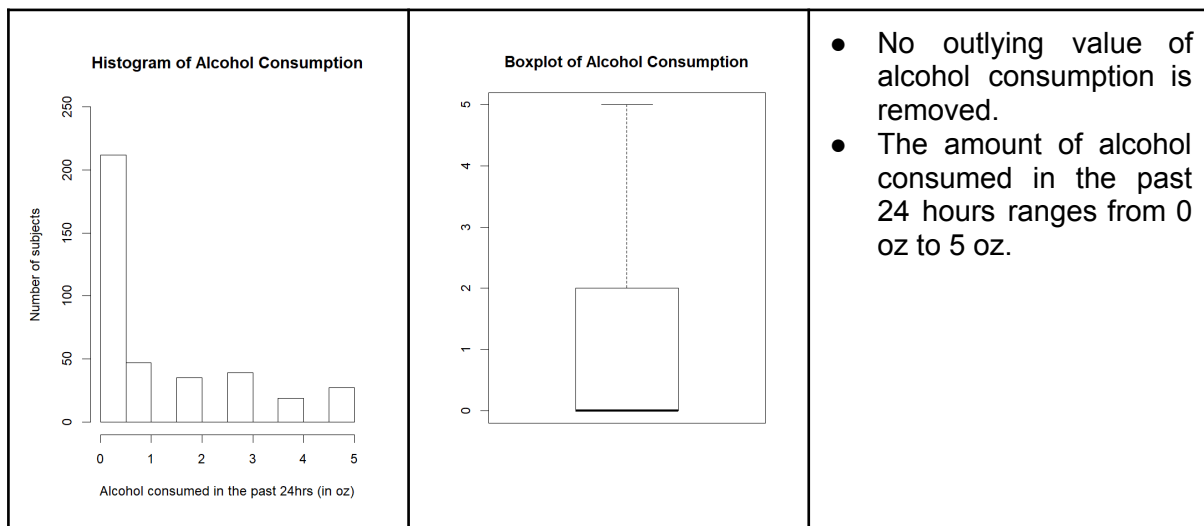 Histogram of Alcohol Consumption
250
200
150
100
50
0
Number of subjects
0 1 2 3 4 5
Alcohol consumed in the past 24hrs (in oz)
Boxplot of Alcohol Consumption
5
4
3
2
1
0
● No outlying value of
alcohol consumption is
removed.
● The amount of alcohol
consumed in the past
24 hours ranges from 0
oz to 5 oz.